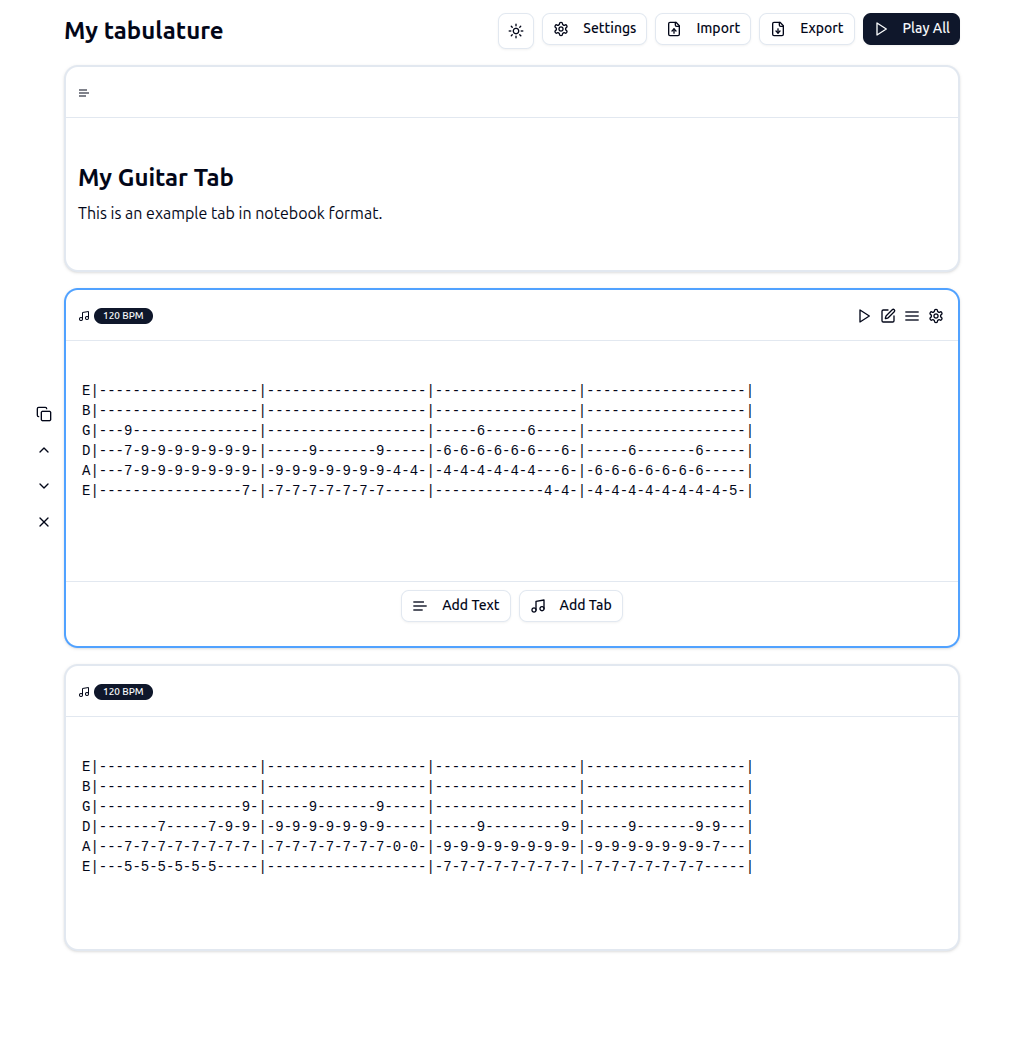 My tabulature
Settings
Import
Export
Play All
My Guitar Tab
This is an example tab in notebook format.
120 BPM
E|-------------------|-------------------|-----------------|-------------------|
B|-------------------|-------------------|-----------------|-------------------|
G|---9---------------|-------------------|-----6-----6-----|-------------------|
D|---7-9-9-9-9-9-9-9-|-----9-------9-----|-6-6-6-6-6-6---6-|-----6-------6-----|
A|---7-9-9-9-9-9-9-9-|-9-9-9-9-9-9-9-4-4-|-4-4-4-4-4-4---6-|-6-6-6-6-6-6-6-----|
E|-----------------7-|-7-7-7-7-7-7-7-----|-------------4-4-|-4-4-4-4-4-4-4-4-5-|
Add Text
Add Tab
120 BPM
E|-------------------|-------------------|-----------------|-------------------|
B|-------------------|-------------------|-----------------|-------------------|
G|-----------------9-|-----9-------9-----|-----------------|-------------------|
D|-------7-----7-9-9-|-9-9-9-9-9-9-9-----|-----9---------9-|-----9-------9-9---|
A|---7-7-7-7-7-7-7-7-|-7-7-7-7-7-7-7-0-0-|-9-9-9-9-9-9-9-9-|-9-9-9-9-9-9-9-7---|
E|---5-5-5-5-5-5-----|-------------------|-7-7-7-7-7-7-7-7-|-7-7-7-7-7-7-7-----|